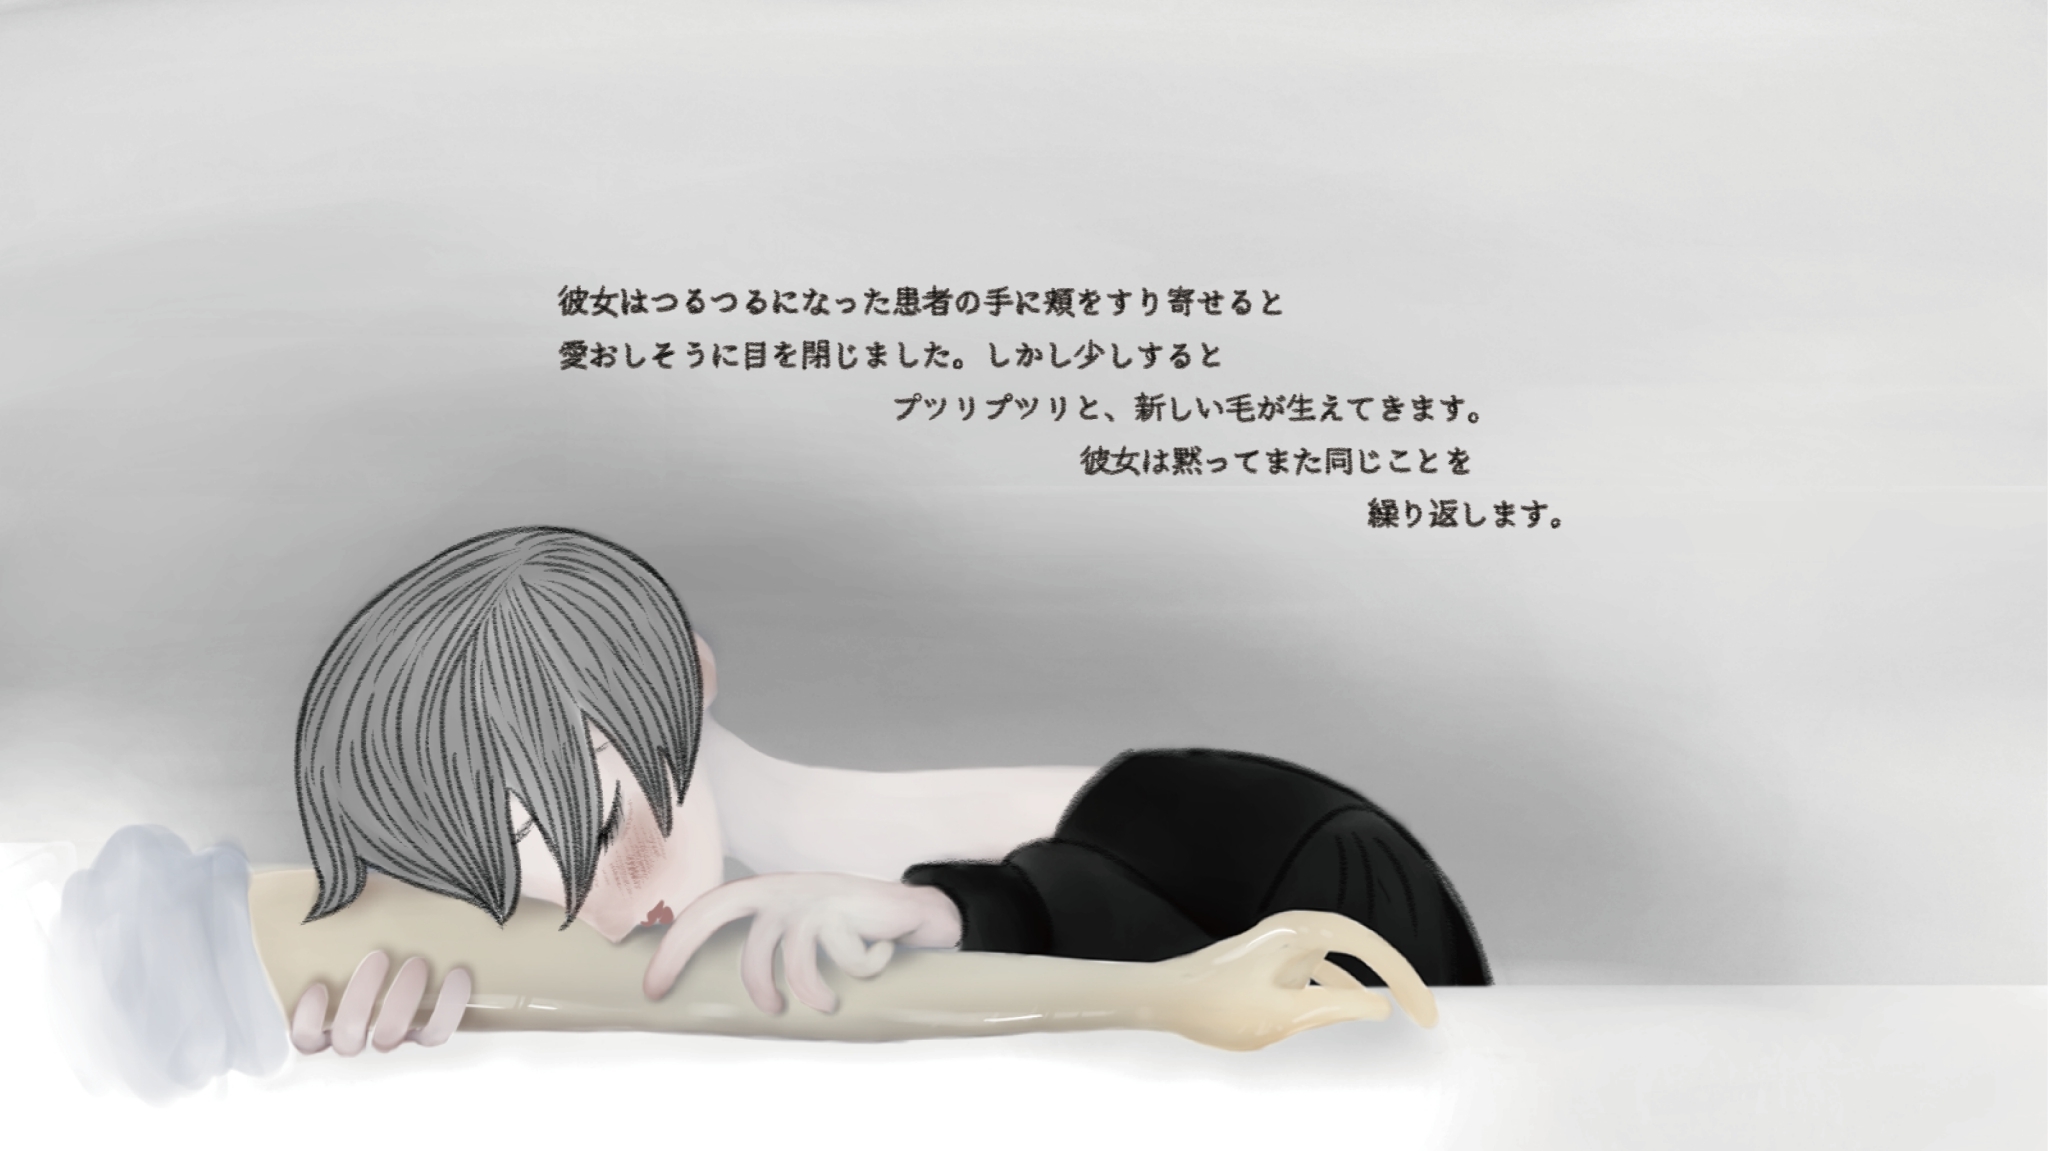 彼女はつるつるになった患者の手に頬をすり寄せると
愛おしそうに目を閉じました。しかし少しすると
プツリプツリと、新しい毛が生えてきます。
彼女は黙ってまた同じことを
繰り返します。